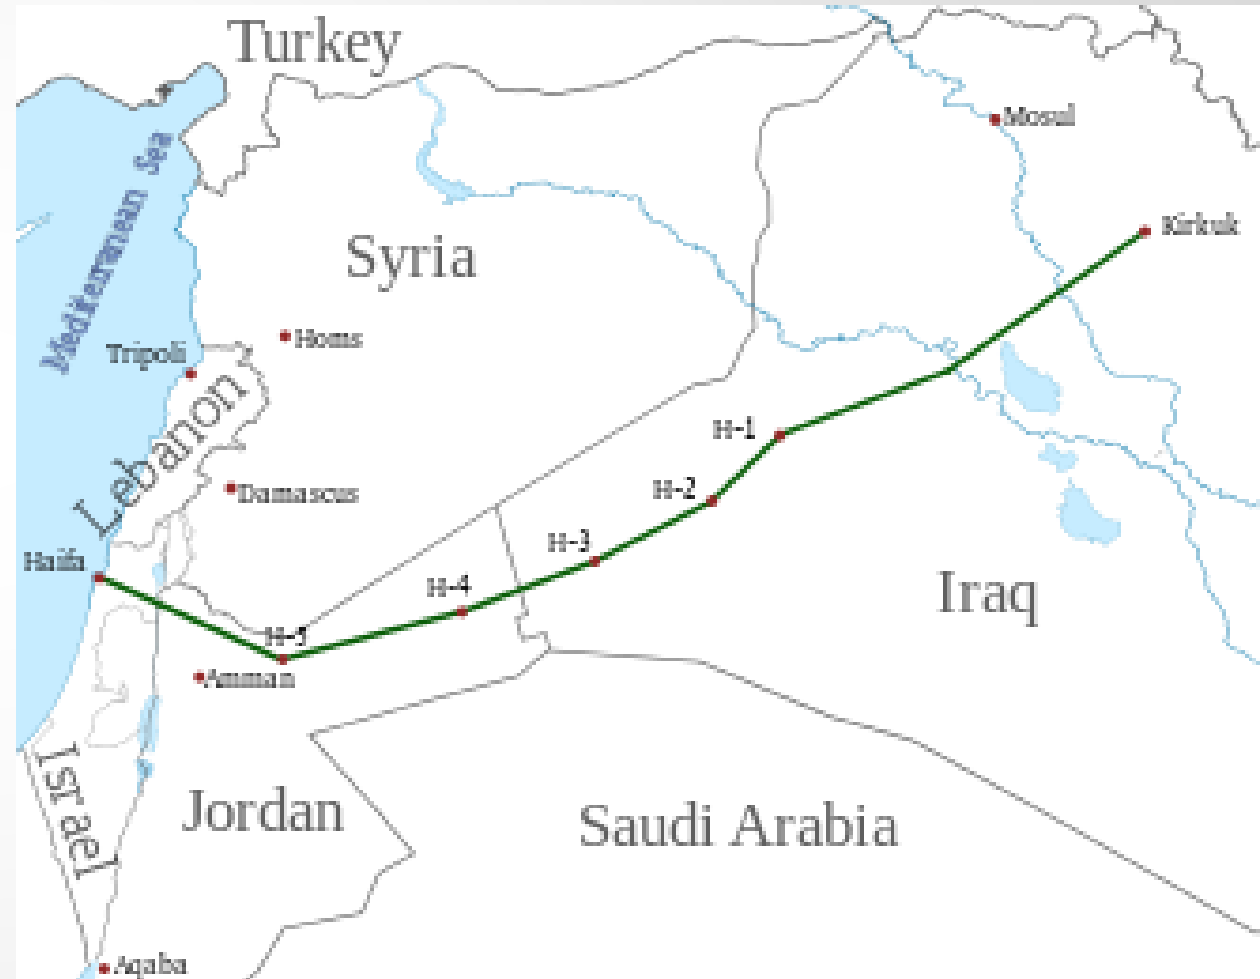 Turkey
Mosul
Mediterranean Sea
Kirkuk
Syria
Homs
Tripoli
Lebanon
H-1
H-2
Damascus
H-3
Haifa
H-4
Iraq
H-5
Amman
Israel
Jordan
Saudi Arabia
Aqaba